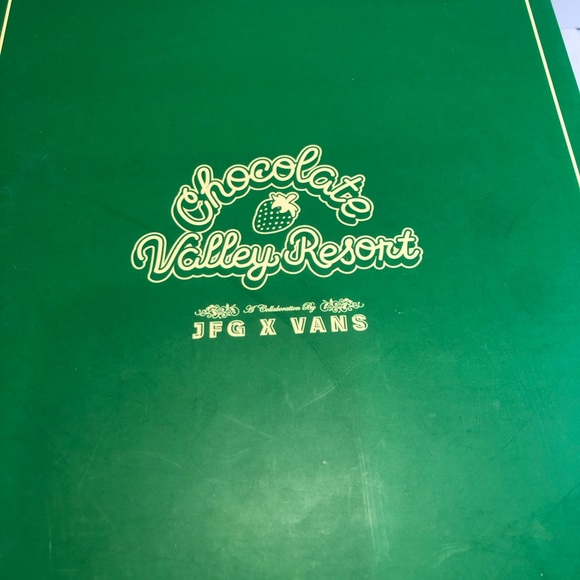 Chocolate
Valley Resort
A Collaboration By
JFG X VANS